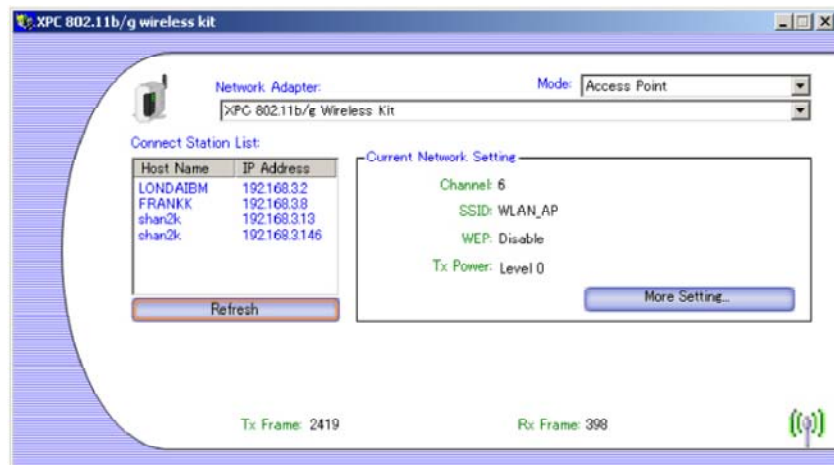 XPC 802.11b/g wireless kit
Network Adapter:
Mode: Access Point
XPC 802.11b/g Wireless Kit
Connect Station List:
Host Name IP Address
LONDAIBM 192.168.3.2
FRANKK 192.168.3.8
shan2k 192.168.3.13
shan2k 192.168.3.146
Refresh
Current Network Setting
Channel: 6
SSID: WLAN_AP
WEP: Disable
Tx Power: Level 0
More Setting...
Tx Frame: 2419
Rx Frame: 398